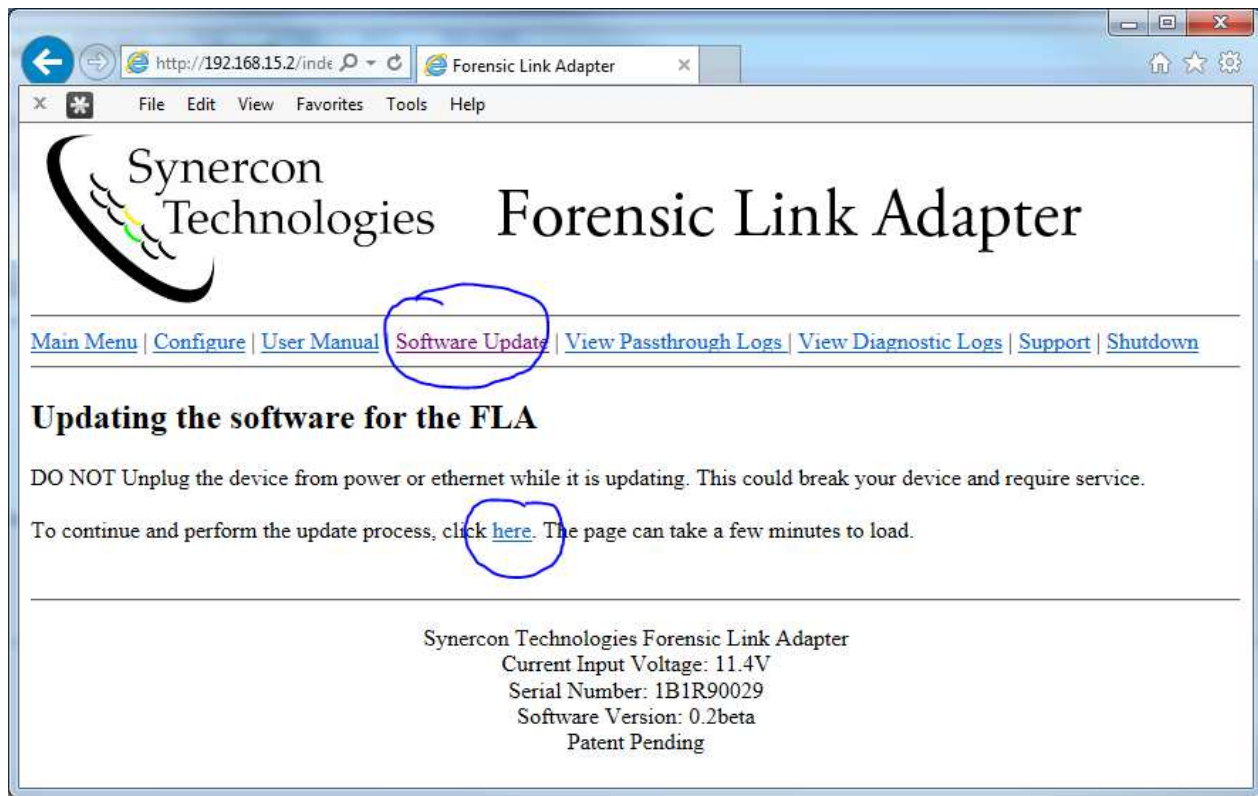 http://192.168.15.2/inde
Forensic Link Adapter
File Edit View Favorites Tools Help
Synercon
Technologies
Forensic Link Adapter
Main Menu | Configure | User Manual | Software Update | View Passthrough Logs | View Diagnostic Logs | Support | Shutdown
Updating the software for the FLA
DO NOT Unplug the device from power or ethernet while it is updating. This could break your device and require service.
To continue and perform the update process, click here. The page can take a few minutes to load.
Synercon Technologies Forensic Link Adapter
Current Input Voltage: 11.4V
Serial Number: 1B1R90029
Software Version: 0.2beta
Patent Pending